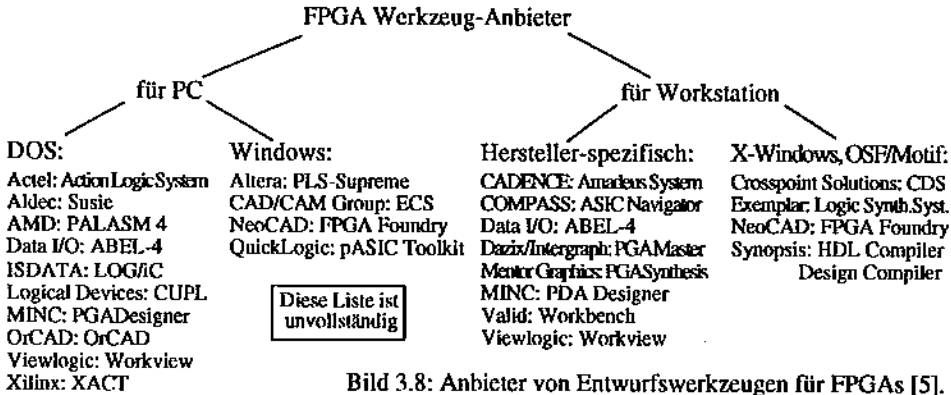 FPGA Werkzeug-Anbieter
für PC
für Workstation
DOS:
Actel: Action Logic System
Aldec: Susie
AMD: PALASM 4
Data I/O: ABEL-4
ISDATA: LOG/iC
Logical Devices: CUPL
MINC: PGADesigner
OrCAD: OrCAD
Viewlogic: Workview
Xilinx: XACT
Windows:
Altera: PLS-Supreme
CAD/CAM Group: ECS
NeoCAD: FPGA Foundry
QuickLogic: pASIC Toolkit
Diese Liste ist
unvollständig
Hersteller-spezifisch:
CADENCE: Amadeus System
COMPASS: ASIC Navigator
Data I/O: ABEL-4
Dazix/Intergraph: PGA Master
Mentor Graphics: PGASynthesis
MINC: PDA Designer
Valid: Workbench
Viewlogic: Workview
X-Windows, OSF/Motif:
Crosspoint Solutions: CDS
Exemplar: Logic Synth.Syst.
NeoCAD: FPGA Foundry
Synopsis: HDL Compiler
Design Compiler
Bild 3.8: Anbieter von Entwurfswerkzeugen für FPGAs [5].